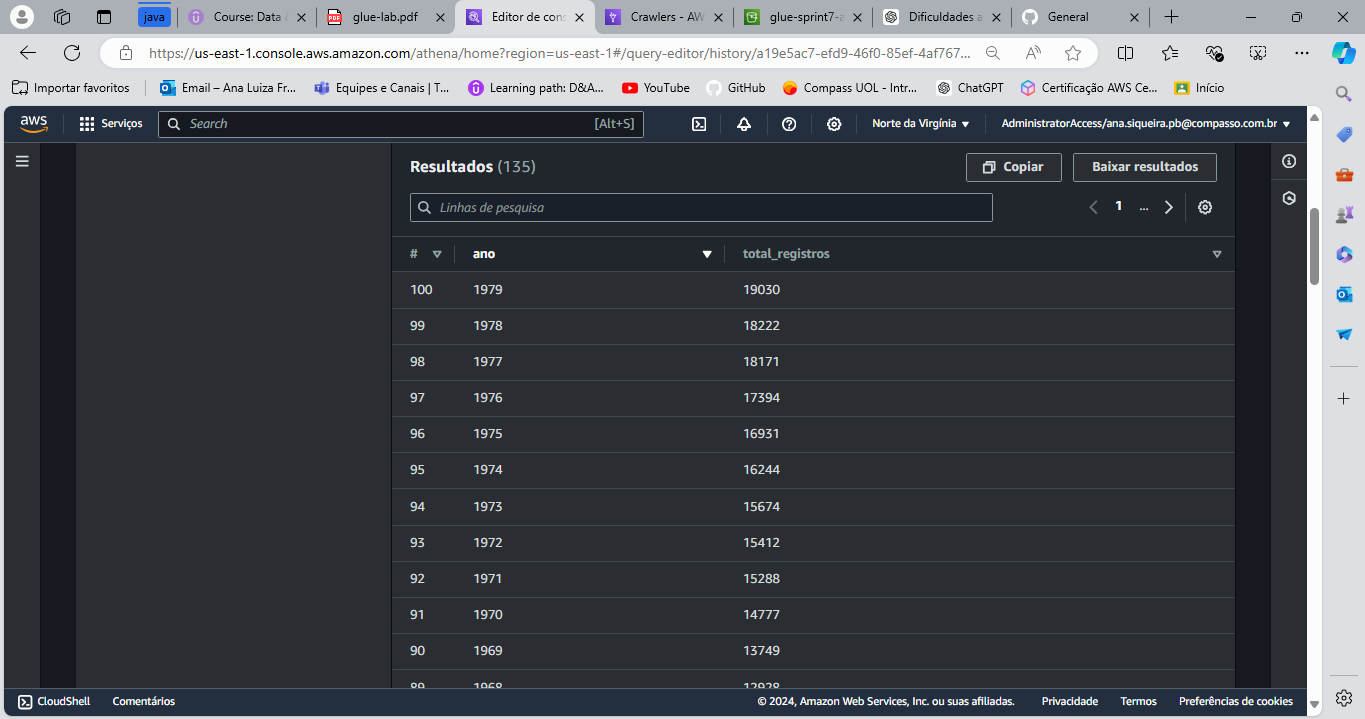 java
Course: Data
glue-lab.pdf
Editor de cons
Crawlers - AW
glue-sprint7-a
Dificuldades a
General
https://us-east-1.console.aws.amazon.com/athena/home?region=us-east-1#/query-editor/history/a19e5ac7-efd9-46f0-85ef-4af767...
Importar favoritos
Email – Ana Luiza Fr...
Equipes e Canais | T...
Learning path: D&A...
YouTube
GitHub
Compass UOL - Intr...
ChatGPT
Certificação AWS Ce...
Início
aws
Serviços
Search
[Alt+S]
Norte da Virgínia
AdministratorAccess/ana.siqueira.pb@compasso.com.br
Resultados (135)
Copiar
Baixar resultados
Linhas de pesquisa
1 ...
# ano total_registros
100 1979 19030
99 1978 18222
98 1977 18171
97 1976 17394
96 1975 16931
95 1974 16244
94 1973 15674
93 1972 15412
92 1971 15288
91 1970 14777
90 1969 13749
89 1968 12928
CloudShell
Comentários
© 2024, Amazon Web Services, Inc. ou suas afiliadas.
Privacidade
Termos
Preferências de cookies